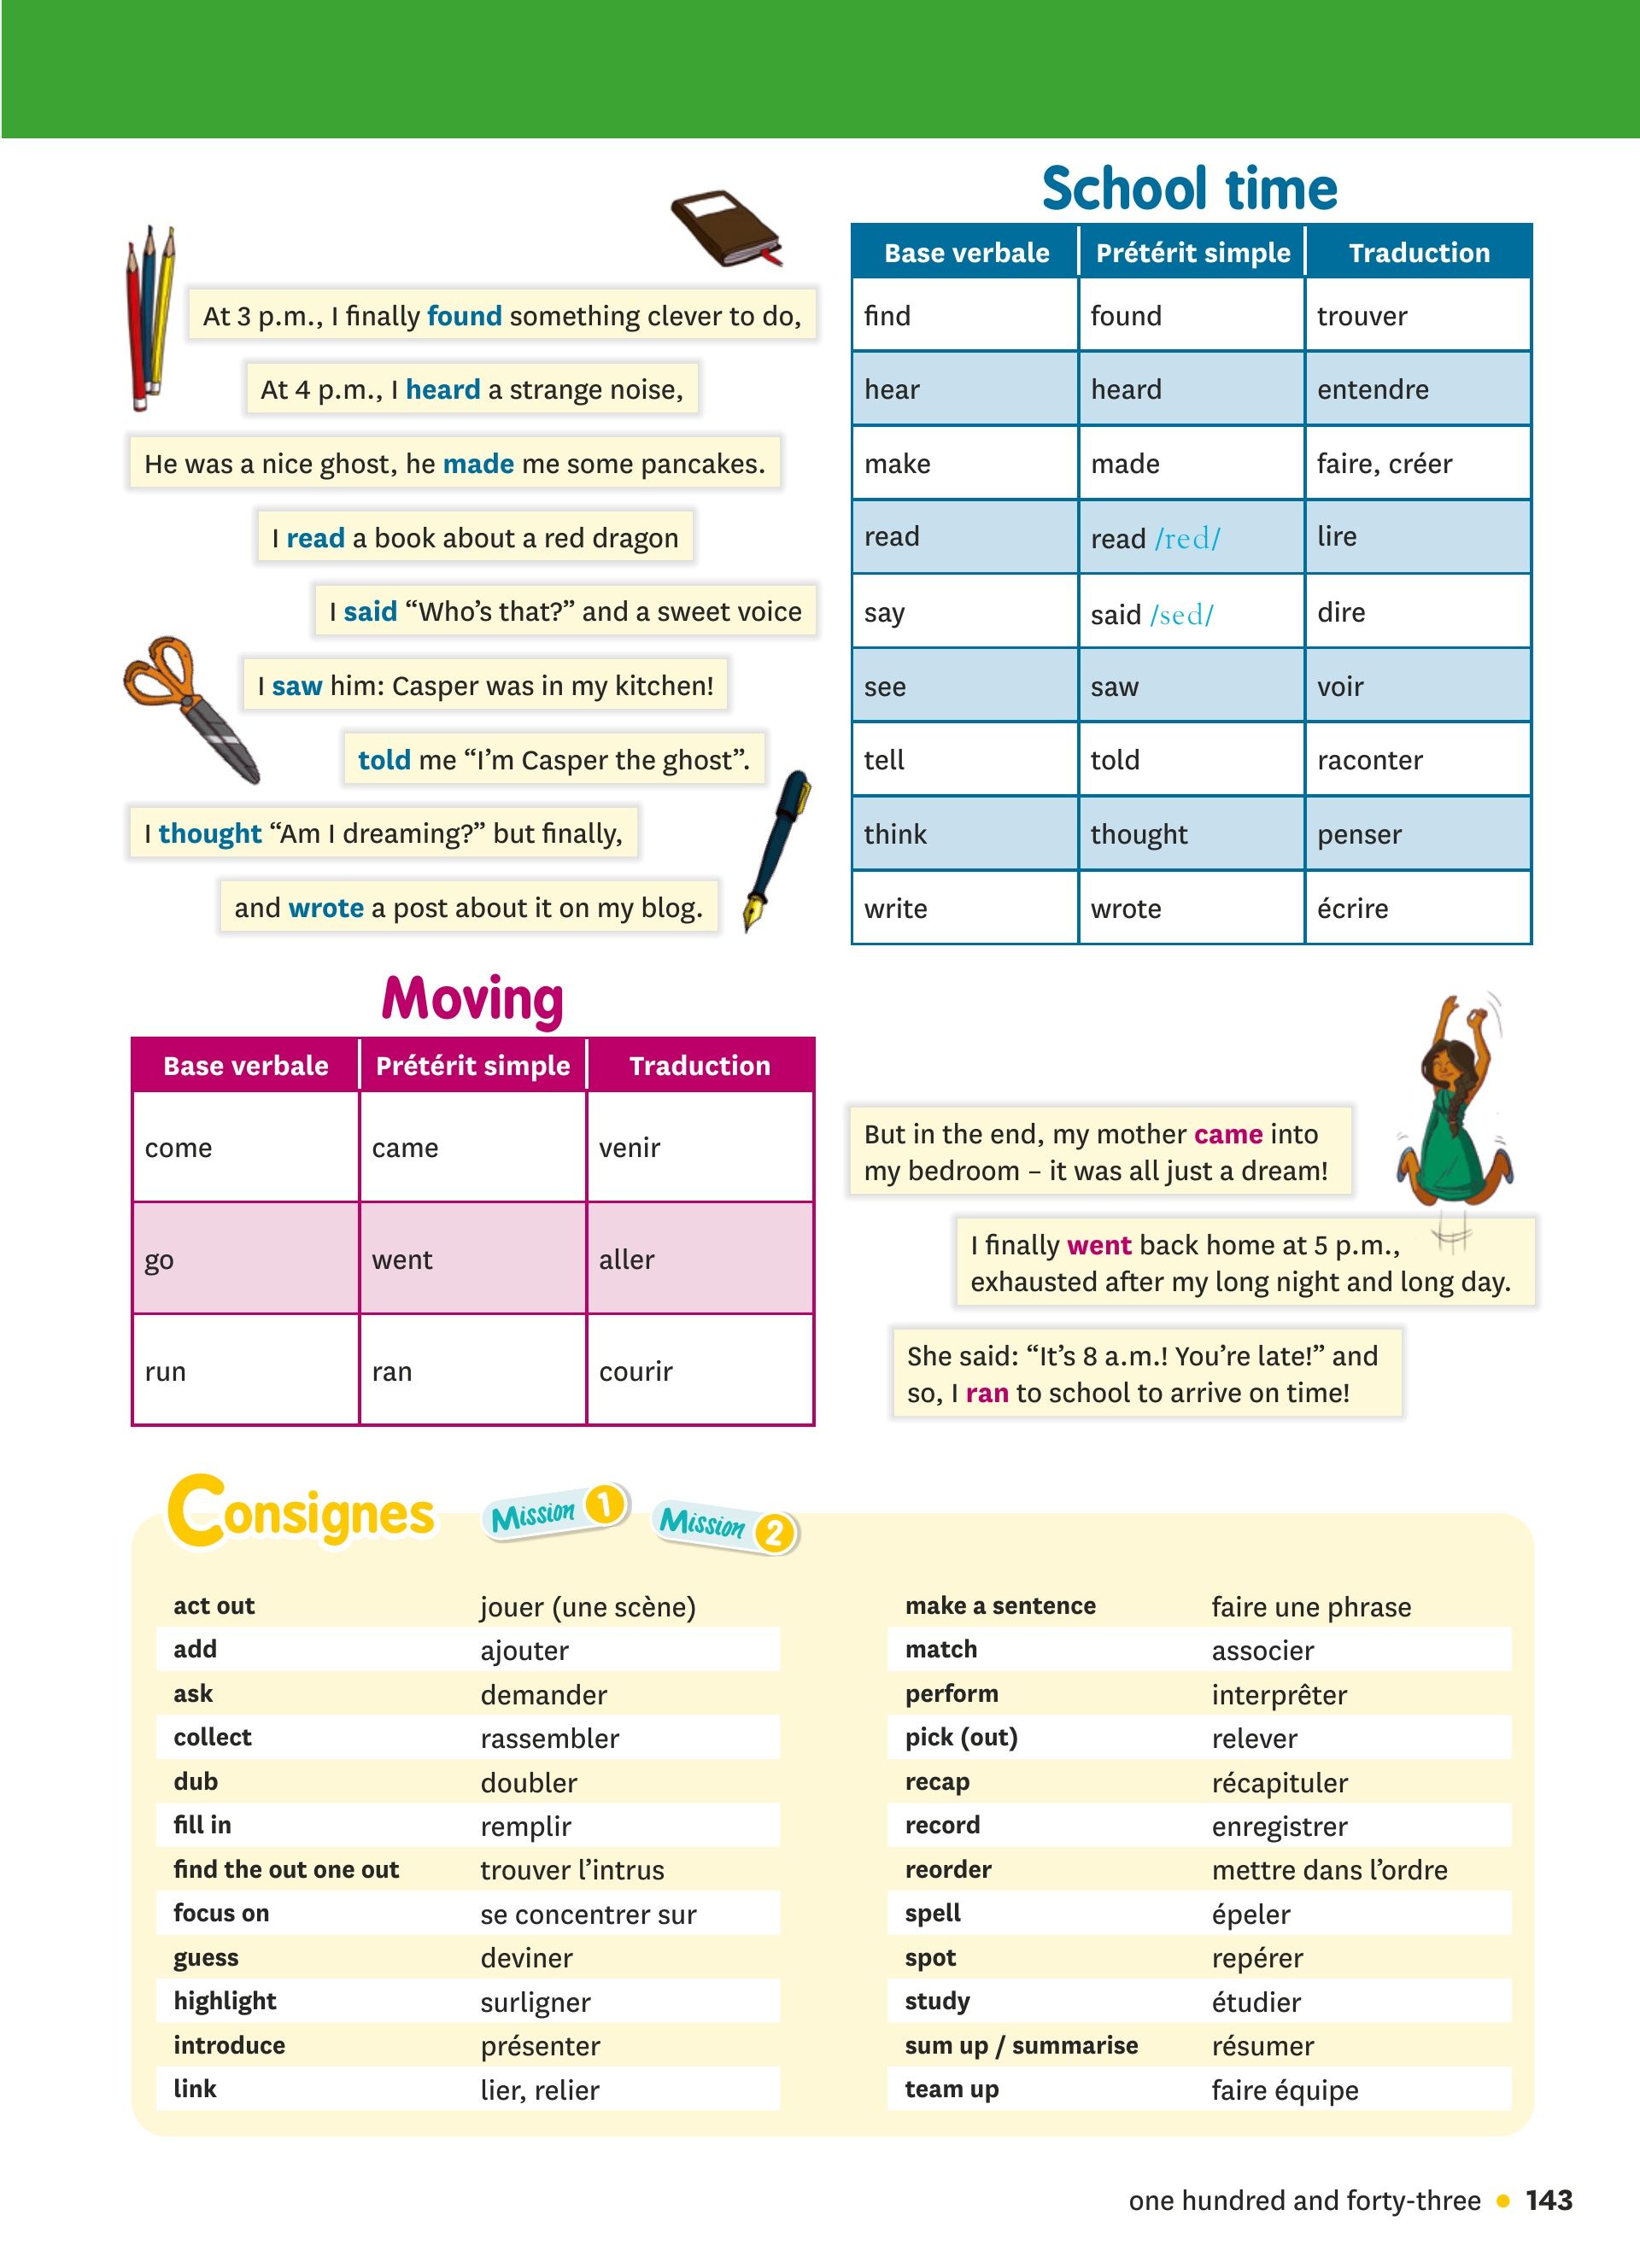 School time
At 3 p.m., I finally found something clever to do,
At 4 p.m., I heard a strange noise,
He was a nice ghost, he made me some pancakes.
I read a book about a red dragon
I said “Who’s that?” and a sweet voice
I saw him: Casper was in my kitchen!
told me “I’m Casper the ghost”.
I thought “Am I dreaming?” but finally,
and wrote a post about it on my blog.
Base verbale Prétérit simple Traduction
find found trouver
hear heard entendre
make made faire, créer
read read /red/ lire
say said /sed/ dire
see saw voir
tell told raconter
think thought penser
write wrote écrire
Moving
Base verbale Prétérit simple Traduction
come came venir
go went aller
run ran courir
But in the end, my mother came into
my bedroom – it was all just a dream!
I finally went back home at 5 p.m.,
exhausted after my long night and long day.
She said: “It’s 8 a.m.! You’re late!” and
so, I ran to school to arrive on time!
Consignes Mission 1 Mission 2
act out jouer (une scène)
add ajouter
ask demander
collect rassembler
dub doubler
fill in remplir
find the out one out trouver l’intrus
focus on se concentrer sur
guess deviner
highlight surligner
introduce présenter
link lier, relier
make a sentence faire une phrase
match associer
perform interprêter
pick (out) relever
recap récapituler
record enregistrer
reorder mettre dans l’ordre
spell épeler
spot repérer
study étudier
sum up / summarise résumer
team up faire équipe
one hundred and forty-three • 143